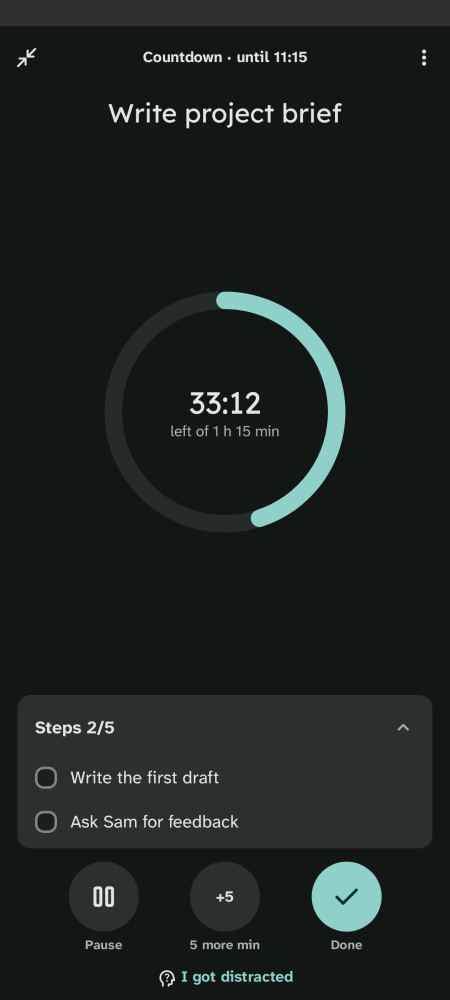 Countdown · until 11:15
Write project brief
33:12
left of 1 h 15 min
Steps 2/5
Write the first draft
Ask Sam for feedback
+5
Pause
5 more min
Done
I got distracted